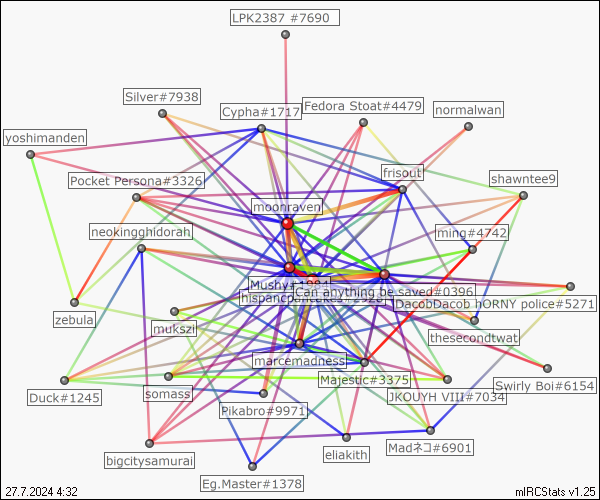 LPK2387 #7690
Silver#7938
Fedora Stoat#4479
Cypha#1717
normalwan
yoshimanden
frisout
Pocket Persona#3326
shawntee9
moonraven
neokingghidorah
ming#4742
Mushy#1984
Can anything be saved#0396
DacobDacob hORNY police#5271
zebula
mukszi
thesecondtwat
marcemadness
Majestic#3375
Swirly Boi#6154
Duck#1245
somass
JKOUYH VIII#7034
Pikabro#9971
Madネコ#6901
bigcitysamurai
eliakith
Eg.Master#1378
27.7.2024 4:32
mIRCStats v1.25